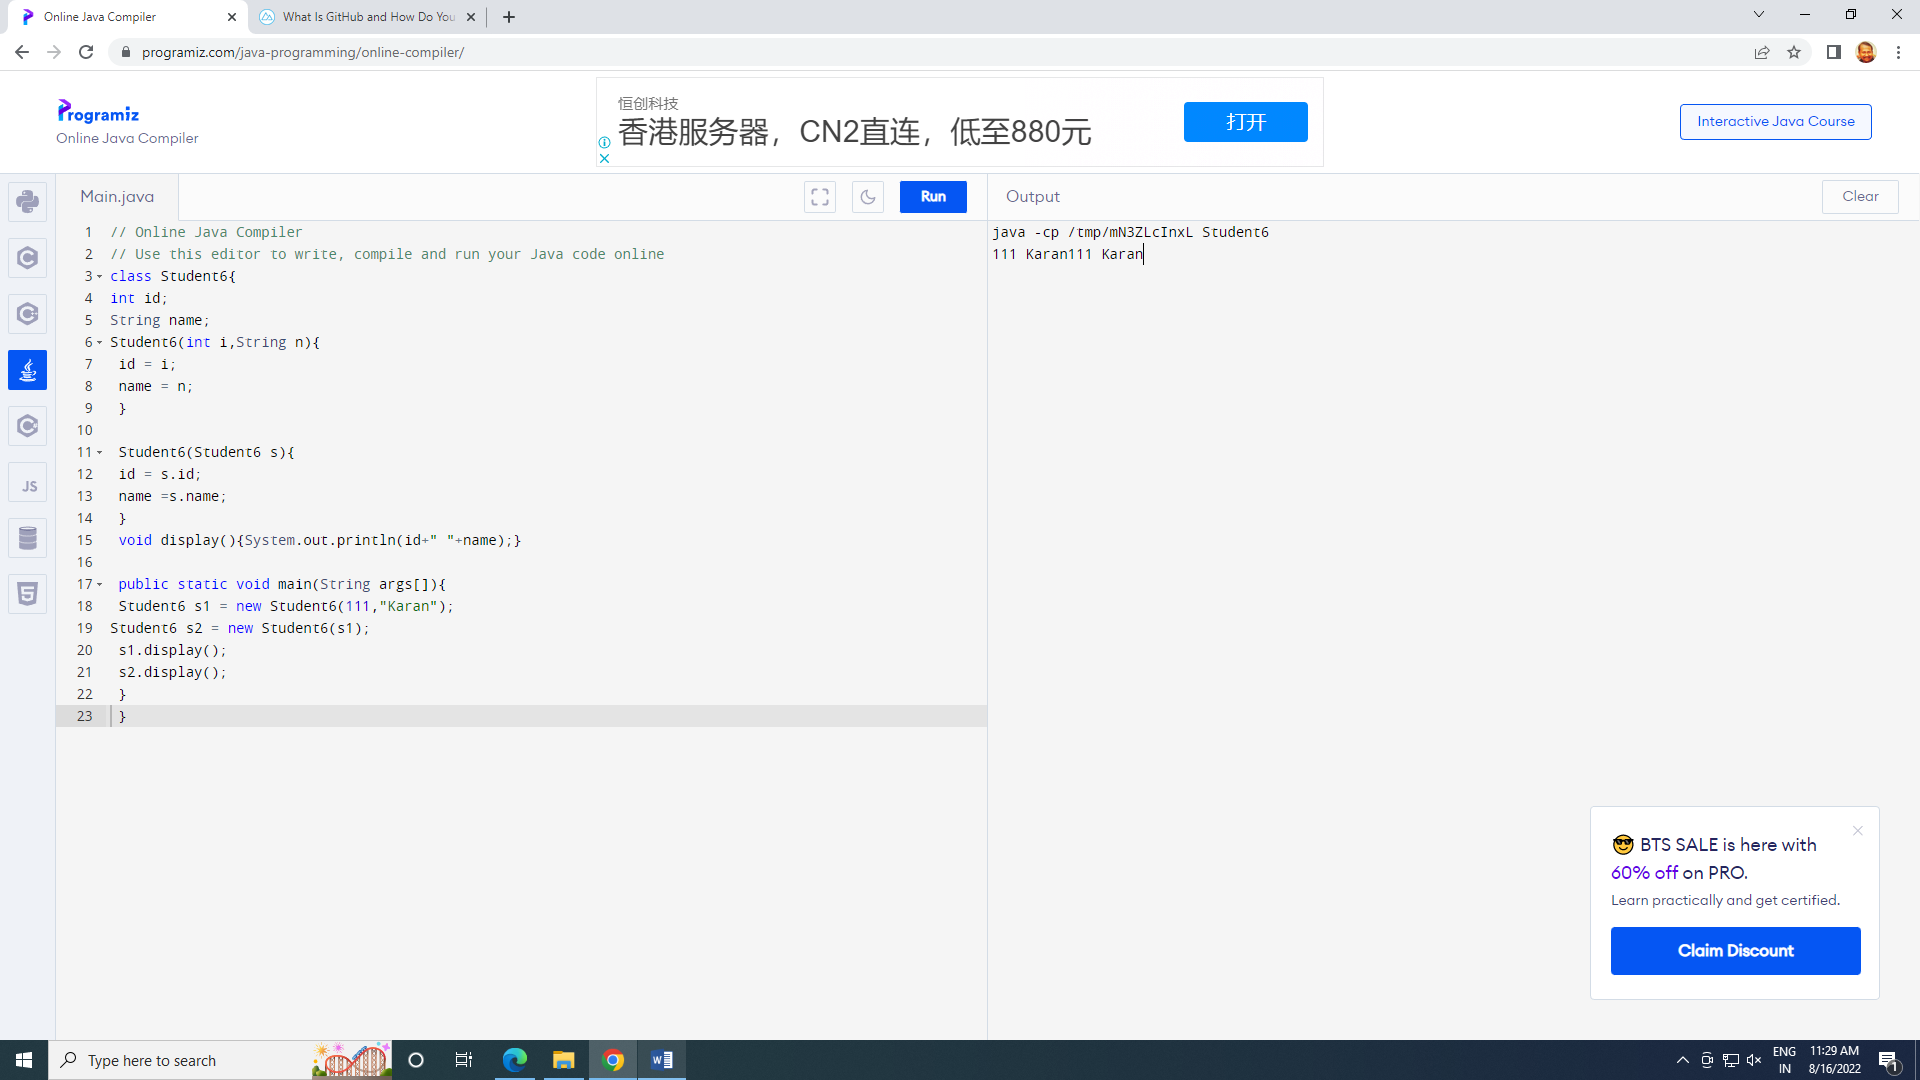 Online Java Compiler
What Is GitHub and How Do You
programiz.com/java-programming/online-compiler/
Programiz
Online Java Compiler
恒创科技
香港服务器，CN2直连，低至880元
打开
Interactive Java Course
Main.java
Run
Output
Clear
1 // Online Java Compiler
2 // Use this editor to write, compile and run your Java code online
3 class Student6{
4 int id;
5 String name;
6 Student6(int i,String n){
7 id = i;
8 name = n;
9 }
10
11 Student6(Student6 s){
12 id = s.id;
13 name =s.name;
14 }
15 void display(){System.out.println(id+" "+name);}
16
17 public static void main(String args[]){
18 Student6 s1 = new Student6(111,"Karan");
19 Student6 s2 = new Student6(s1);
20 s1.display();
21 s2.display();
22 }
23 }
java -cp /tmp/mN3ZLcInxL Student6
111 Karan111 Karan
JS
😎 BTS SALE is here with
60% off on PRO.
Learn practically and get certified.
Claim Discount
Type here to search
ENG
IN
11:29 AM
8/16/2022
1